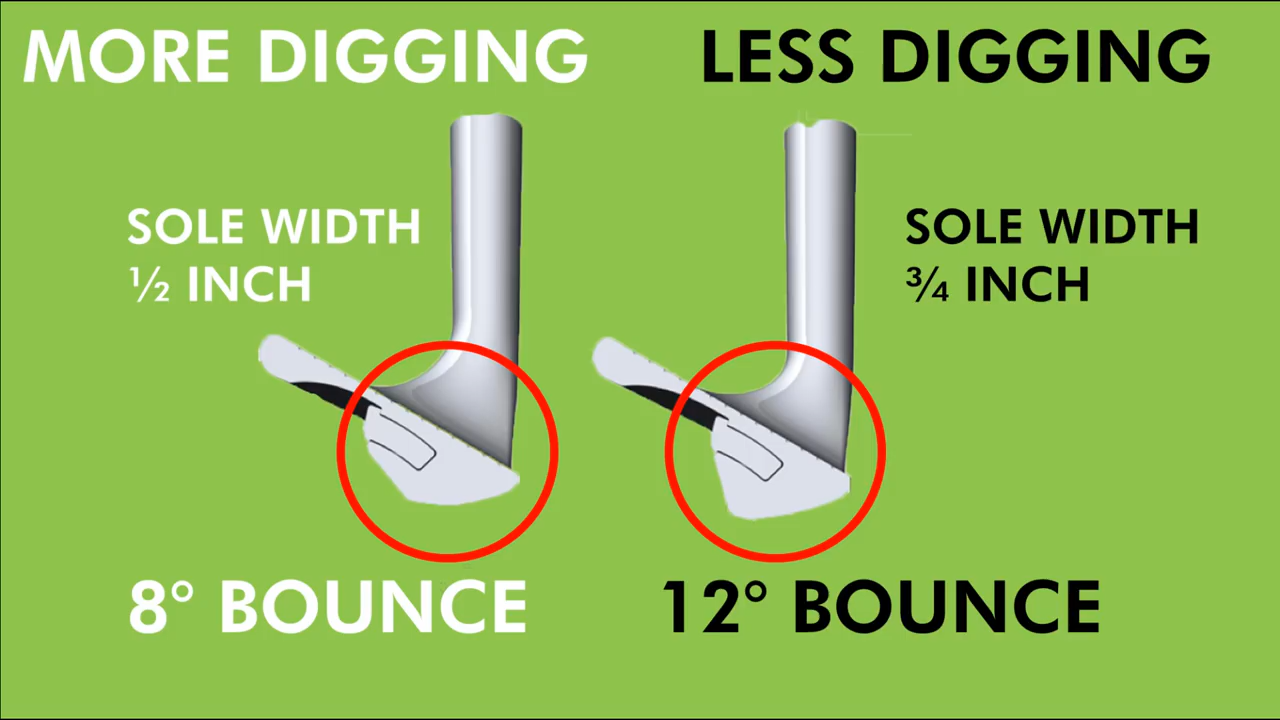 MORE DIGGING
LESS DIGGING
SOLE WIDTH
½ INCH
SOLE WIDTH
¾ INCH
8° BOUNCE
12° BOUNCE